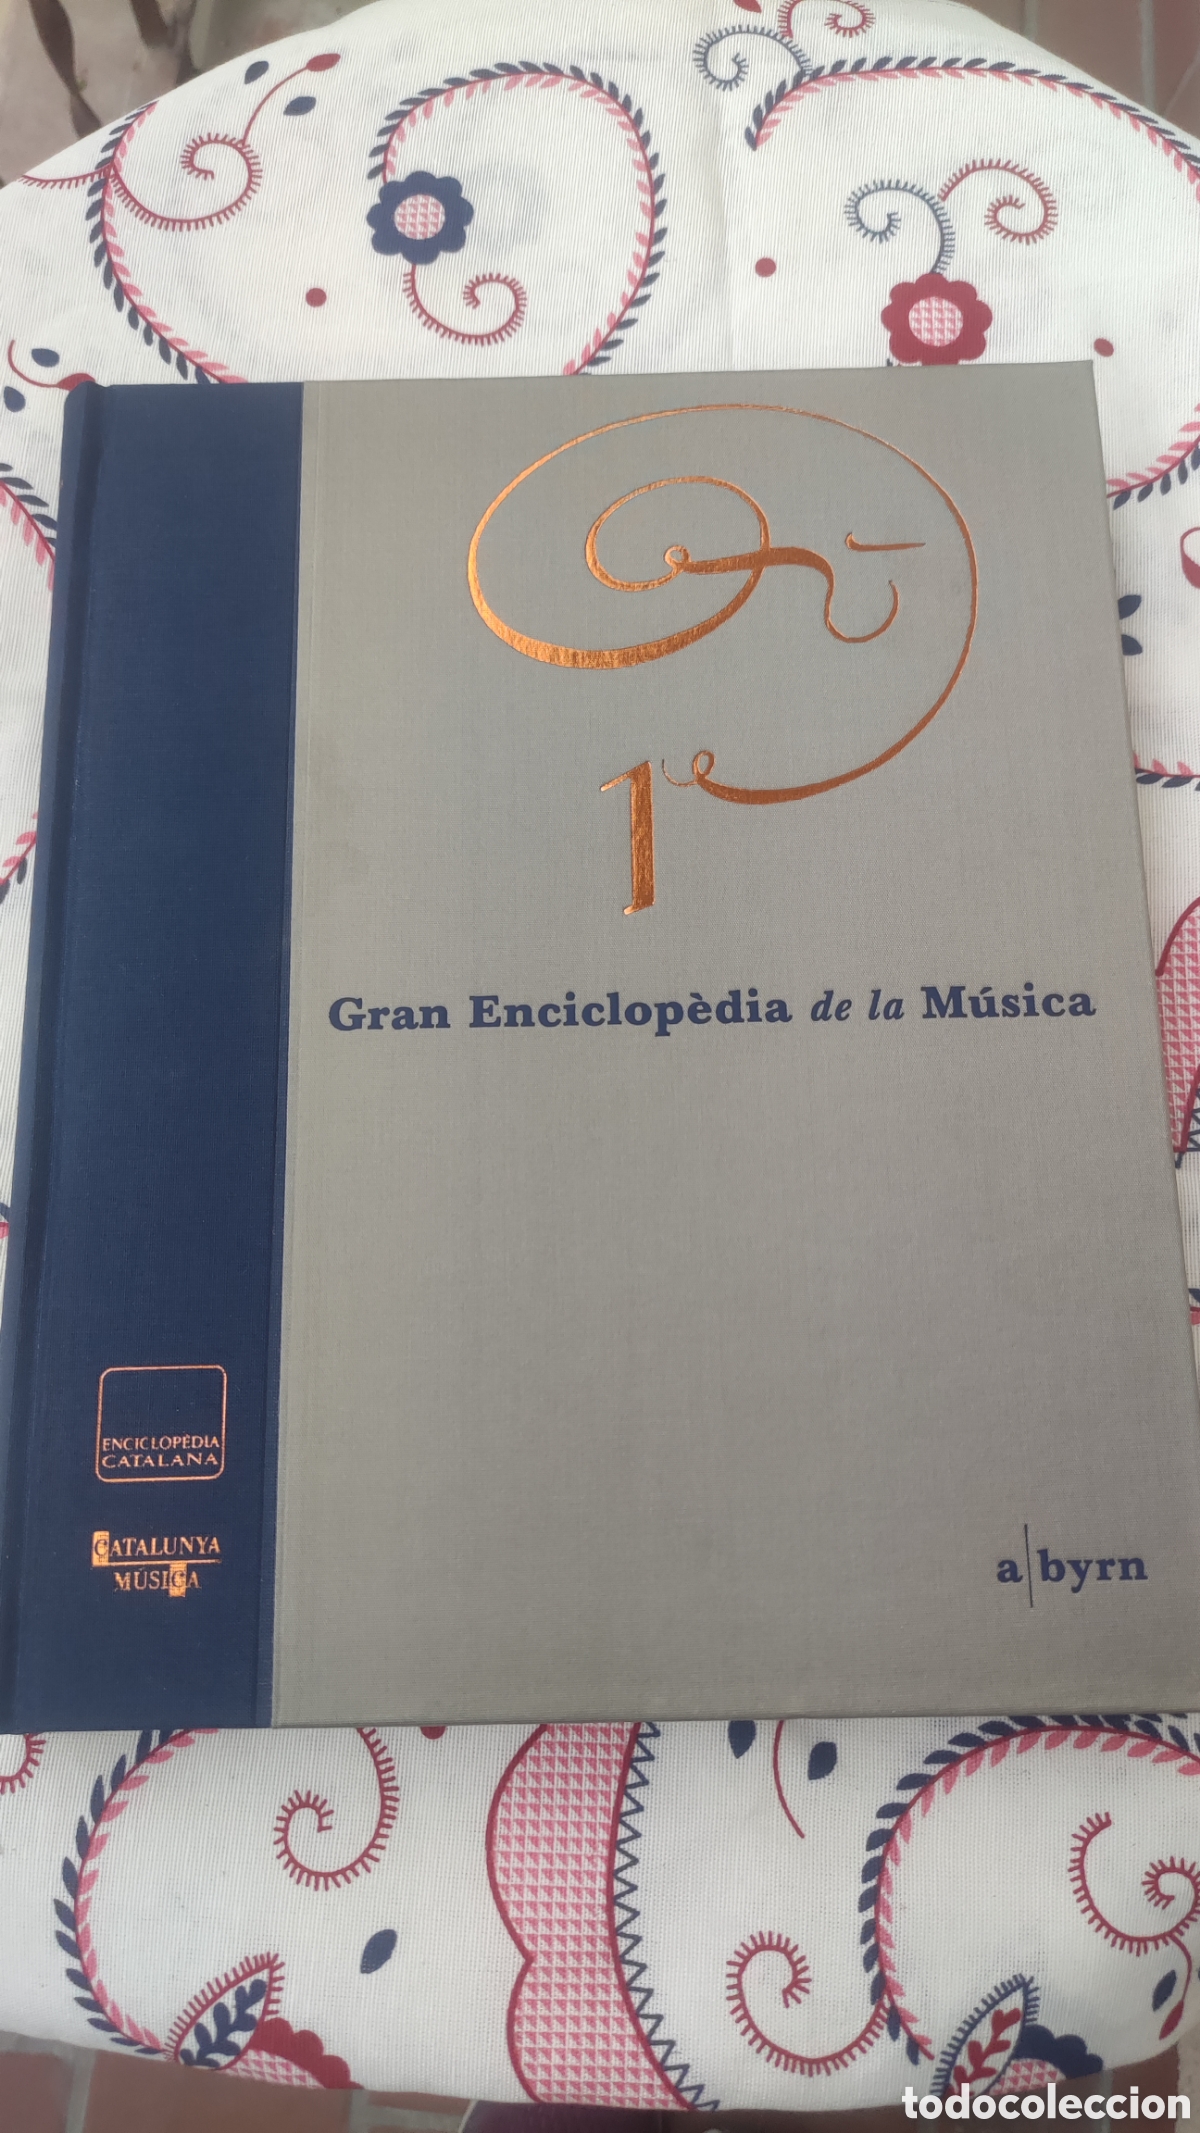 1
Gran Enciclopèdia de la Música
ENCICLOPÈDIA
CATALANA
CATALUNYA
MÚSICA
a|byrn
todocoleccion